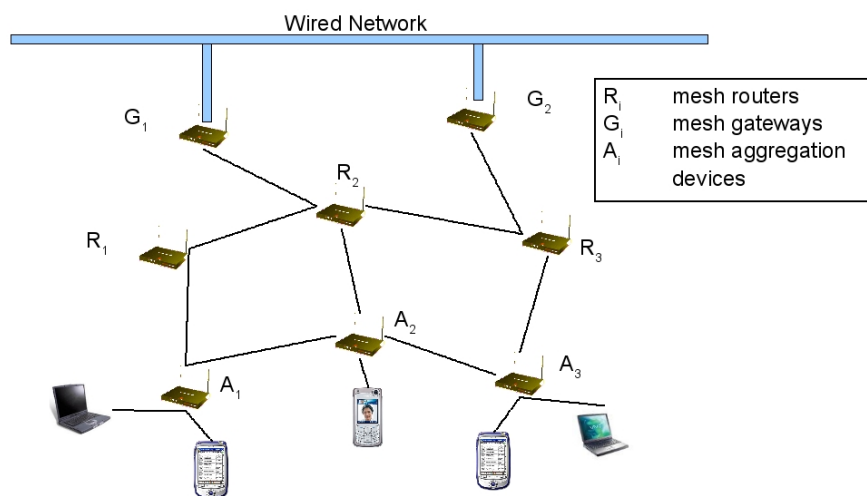 Wired Network
G1
G2
Ri mesh routers
Gi mesh gateways
Ai mesh aggregation
devices
R2
R1
R3
A2
A1
A3